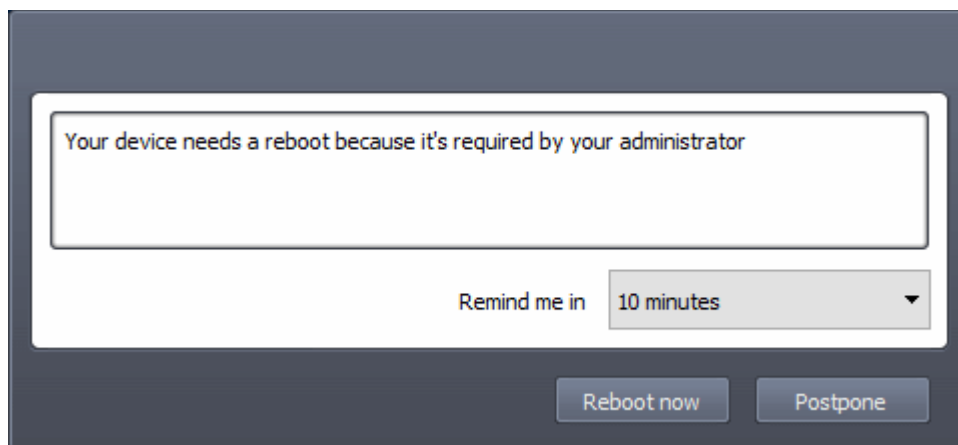 Your device needs a reboot because it's required by your administrator
Remind me in 10 minutes
Reboot now Postpone